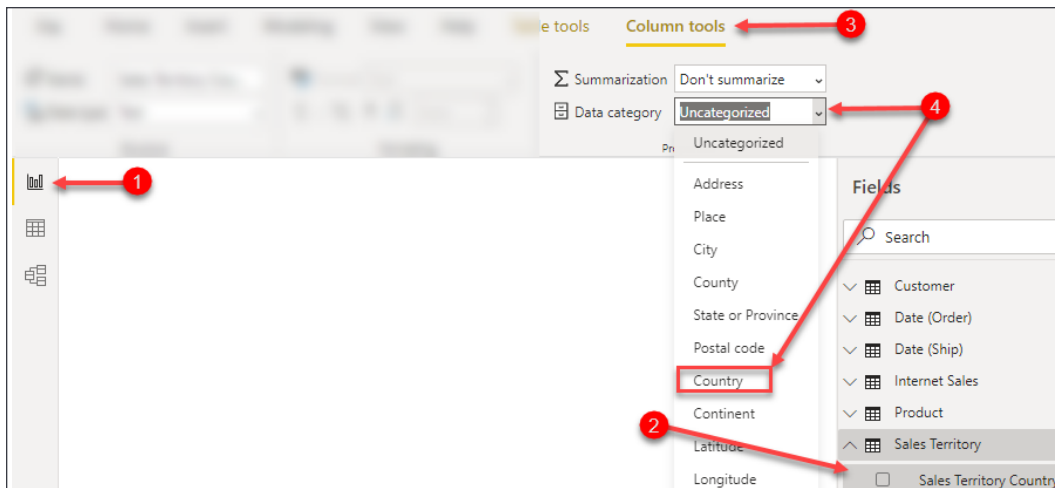 e tools Column tools 3
Summarization Don't summarize
Data category Uncategorized 4
Pr
Uncategorized
1
Address
Place
City
County
State or Province
Postal code
Country
Continent
Latitude
Longitude
Fields
Search
Customer
Date (Order)
Date (Ship)
Internet Sales
Product
2
Sales Territory
Sales Territory Country